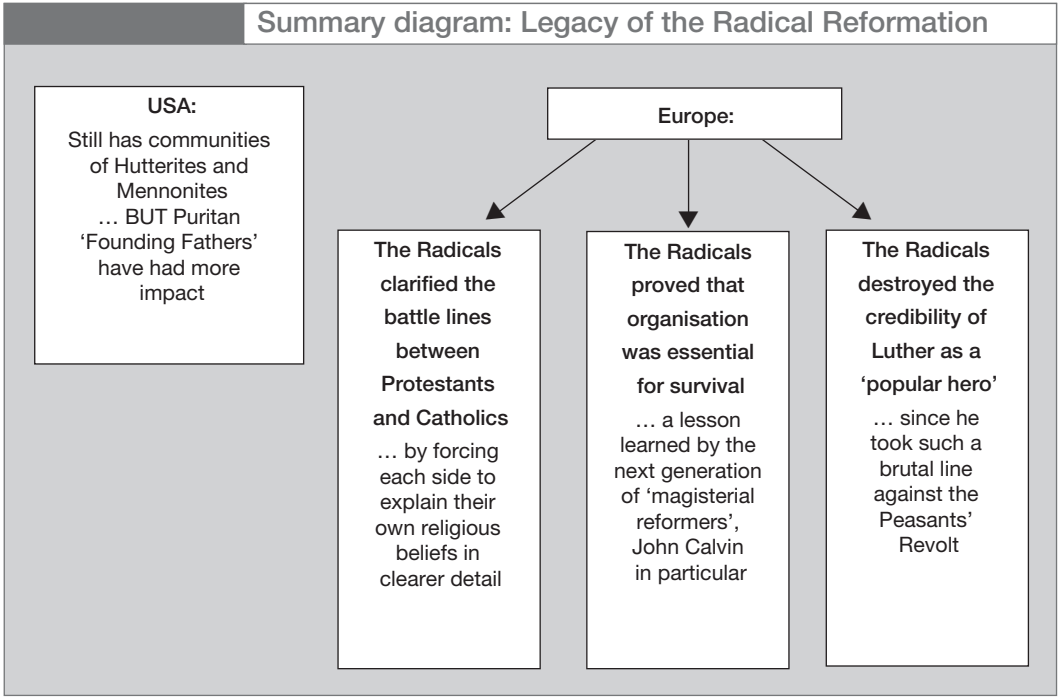 Summary diagram: Legacy of the Radical Reformation
USA:
Still has communities
of Hutterites and
Mennonites
… BUT Puritan
‘Founding Fathers’
have had more
impact
Europe:
The Radicals
clarified the
battle lines
between
Protestants
and Catholics
… by forcing
each side to
explain their
own religious
beliefs in
clearer detail
The Radicals
proved that
organisation
was essential
for survival
… a lesson
learned by the
next generation
of ‘magisterial
reformers’,
John Calvin
in particular
The Radicals
destroyed the
credibility of
Luther as a
‘popular hero’
… since he
took such a
brutal line
against the
Peasants’
Revolt